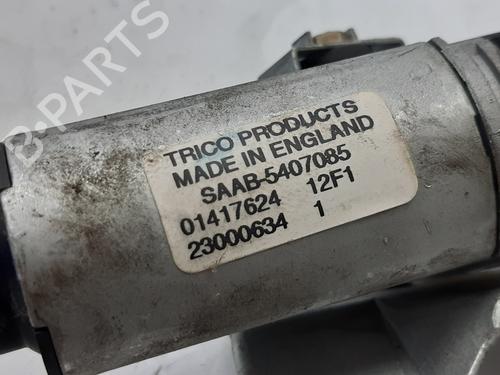 B-PARTS
TRICO PRODUCTS
MADE IN ENGLAND
SAAB-5407085
01417624 12F1
23000634 1